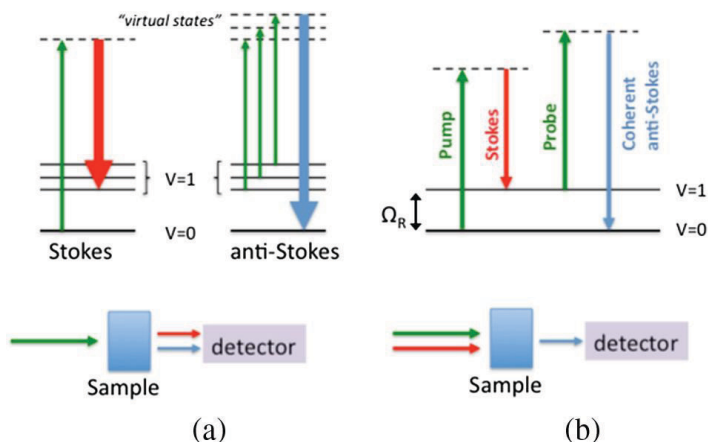 "virtual states"
V=1
V=0
Stokes
anti-Stokes
detector
Sample
(a)
Pump
Stokes
Probe
Coherent
anti-Stokes
V=1
Ω_R
V=0
detector
Sample
(b)